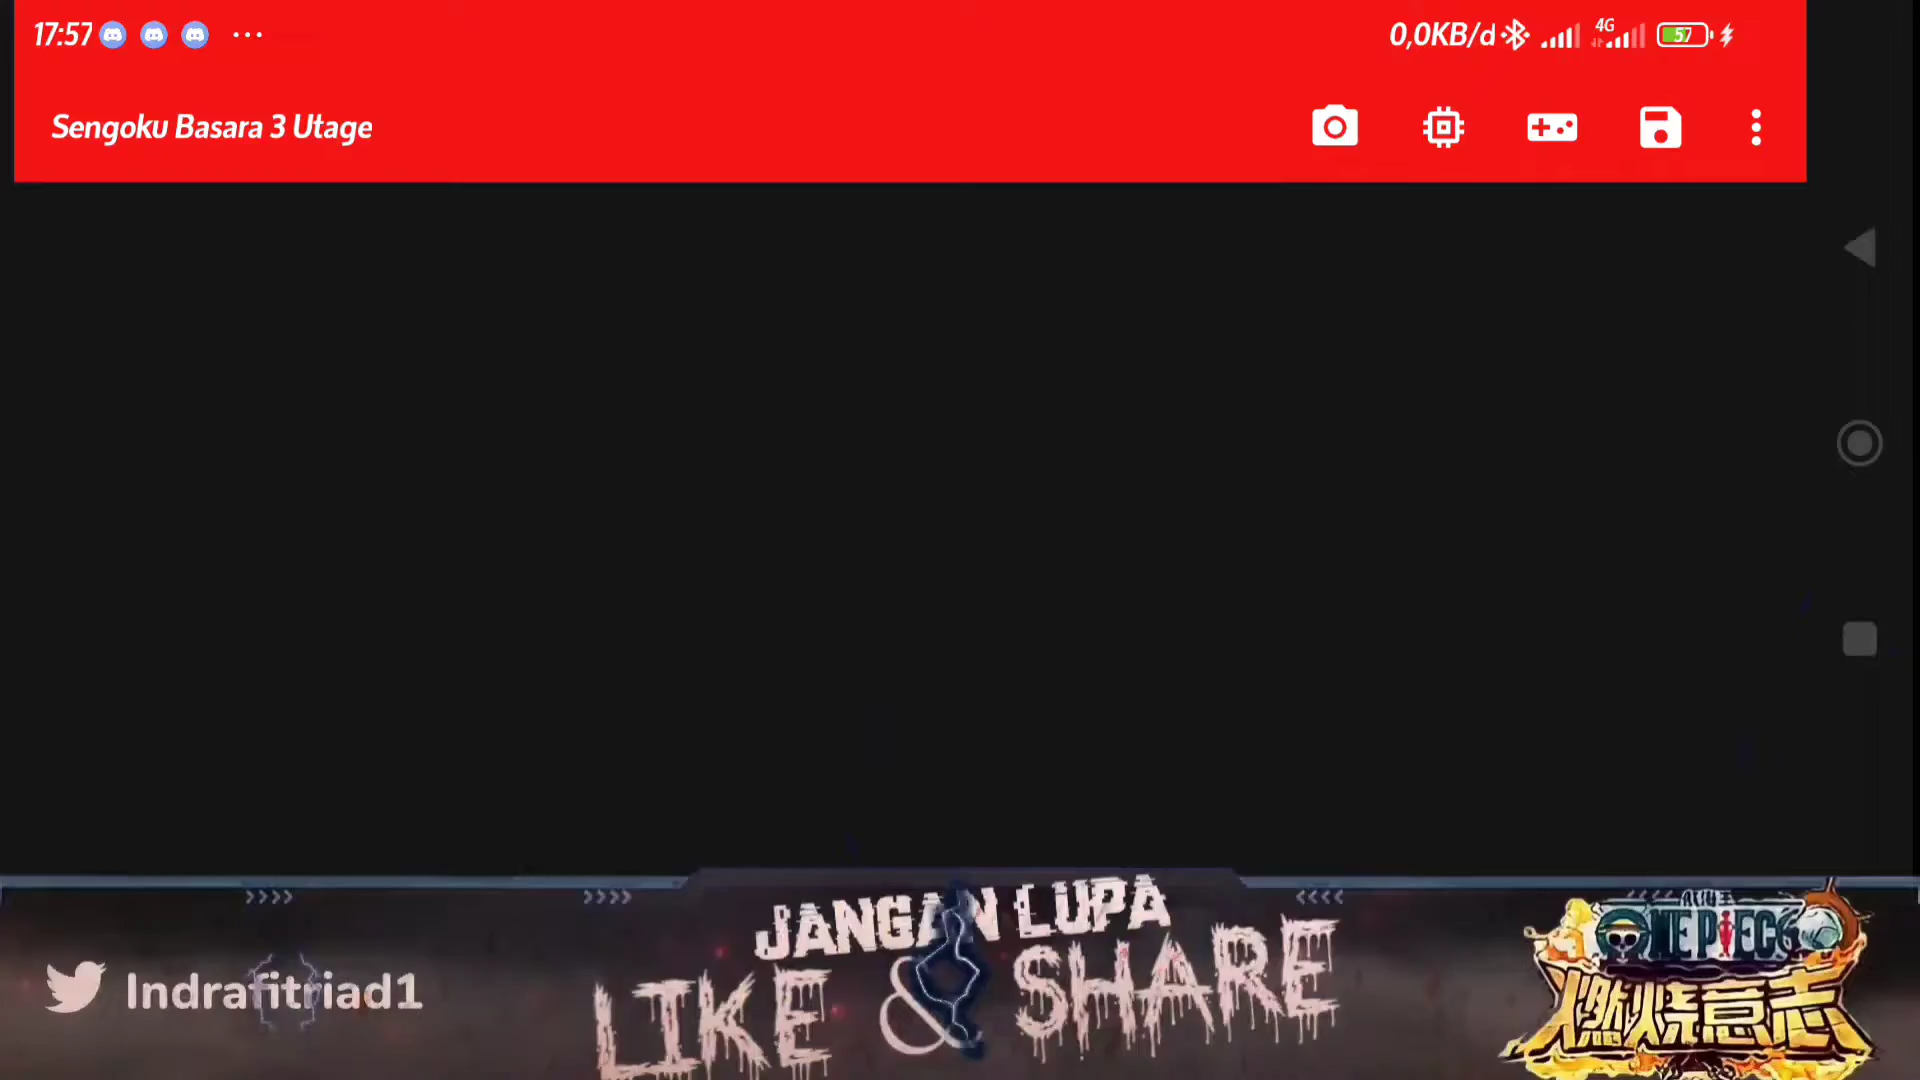 17:57 ... 0,0KB/d 4G 57
Sengoku Basara 3 Utage
JANGAN LUPA
LIKE & SHARE
Indrafitriad1
ONE PIECE
燃烧意志